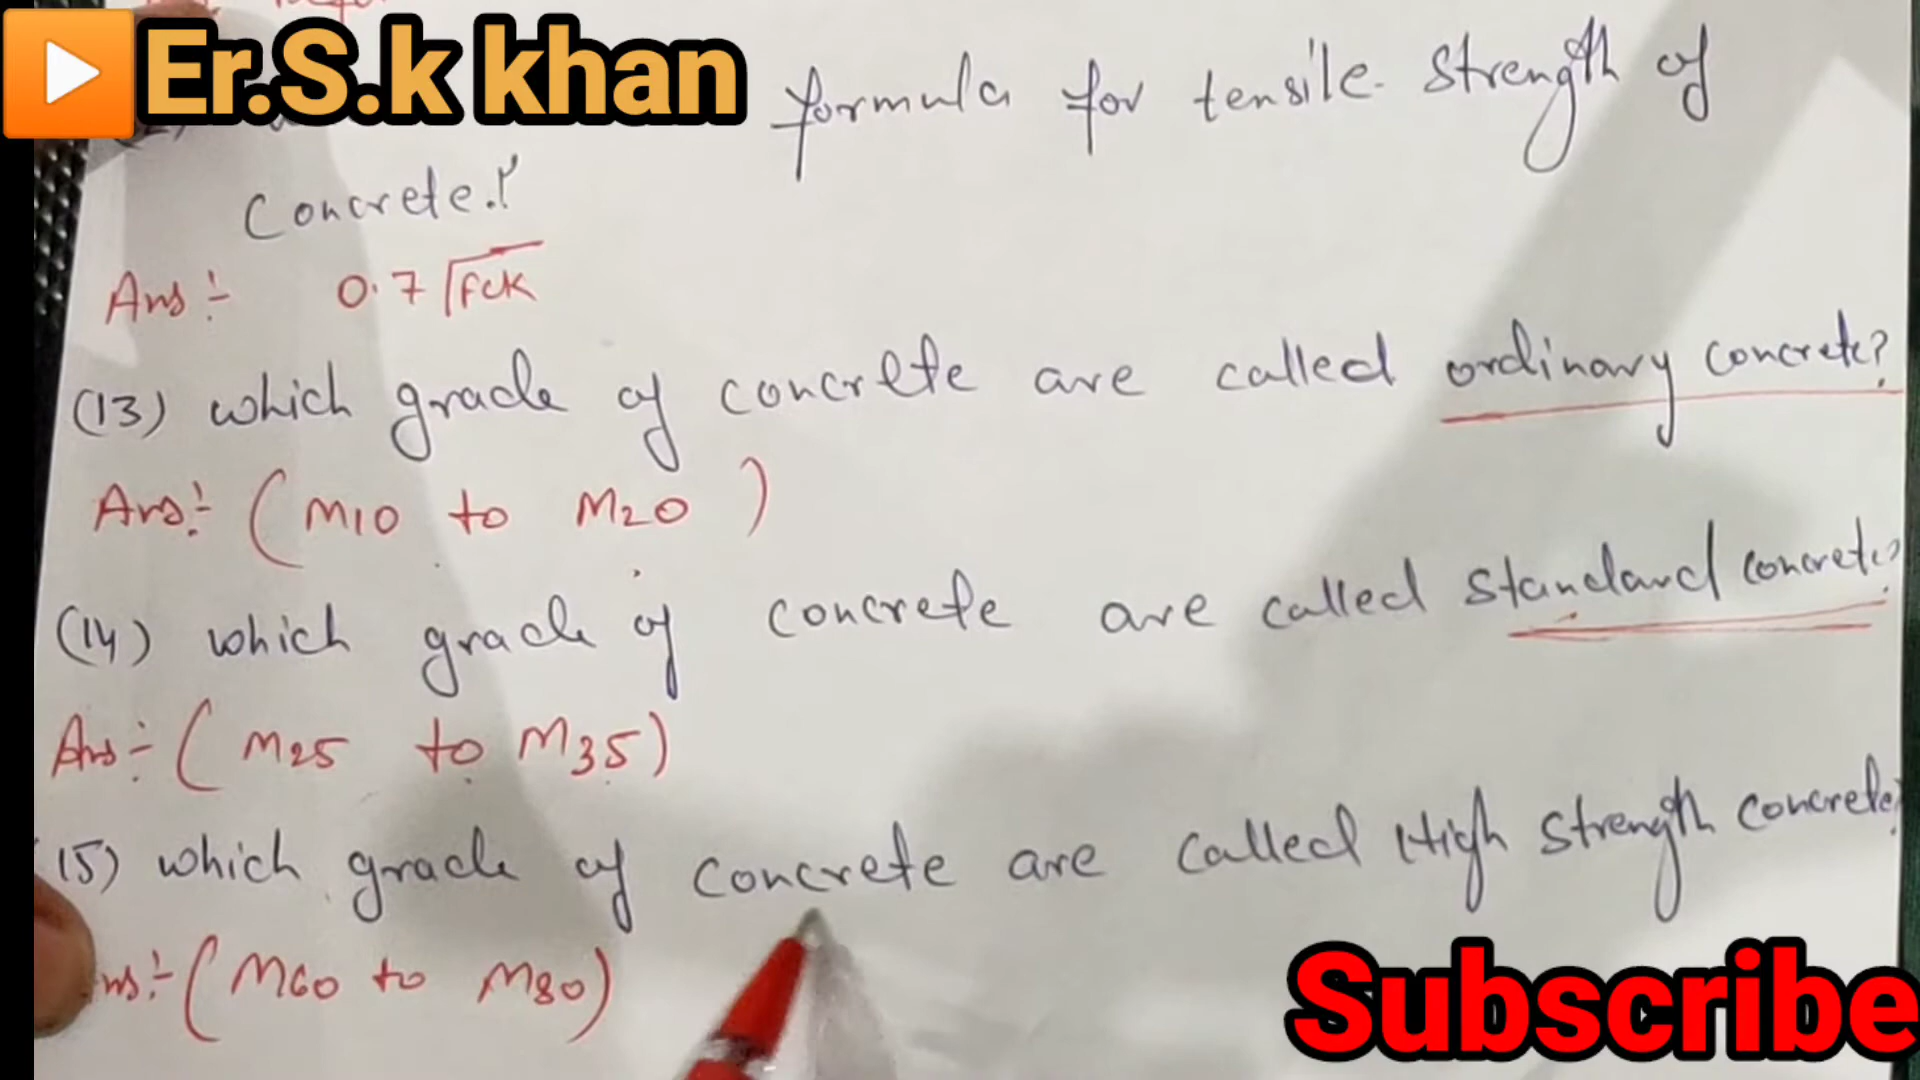 Er.S.k khan
formula for tensile strength of
Concrete?
Ans÷ 0.7√fck
(13) which grade of concrete are called ordinary concrete?
Ans÷ (M10 to M20)
(14) which grade of concrete are called standard concrete?
Ans÷ (M25 to M35)
15) which grade of concrete are called High strength concrete?
ns÷ (M60 to M80)
Subscribe